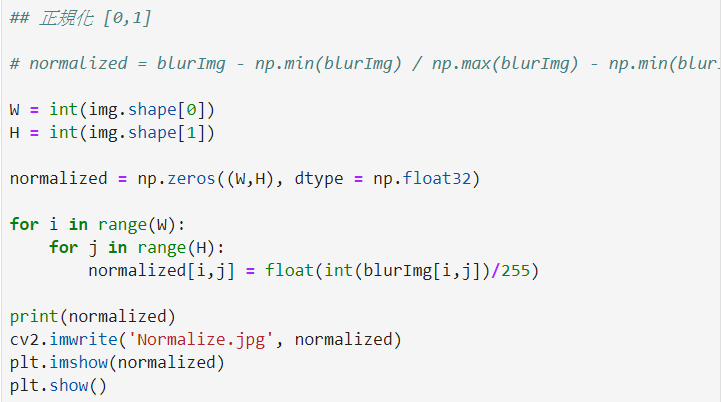 ## 正規化 [0,1]
# normalized = blurImg - np.min(blurImg) / np.max(blurImg) - np.min(blur
W = int(img.shape[0])
H = int(img.shape[1])
normalized = np.zeros((W,H), dtype = np.float32)
for i in range(W):
    for j in range(H):
        normalized[i,j] = float(int(blurImg[i,j])/255)
print(normalized)
cv2.imwrite('Normalize.jpg', normalized)
plt.imshow(normalized)
plt.show()